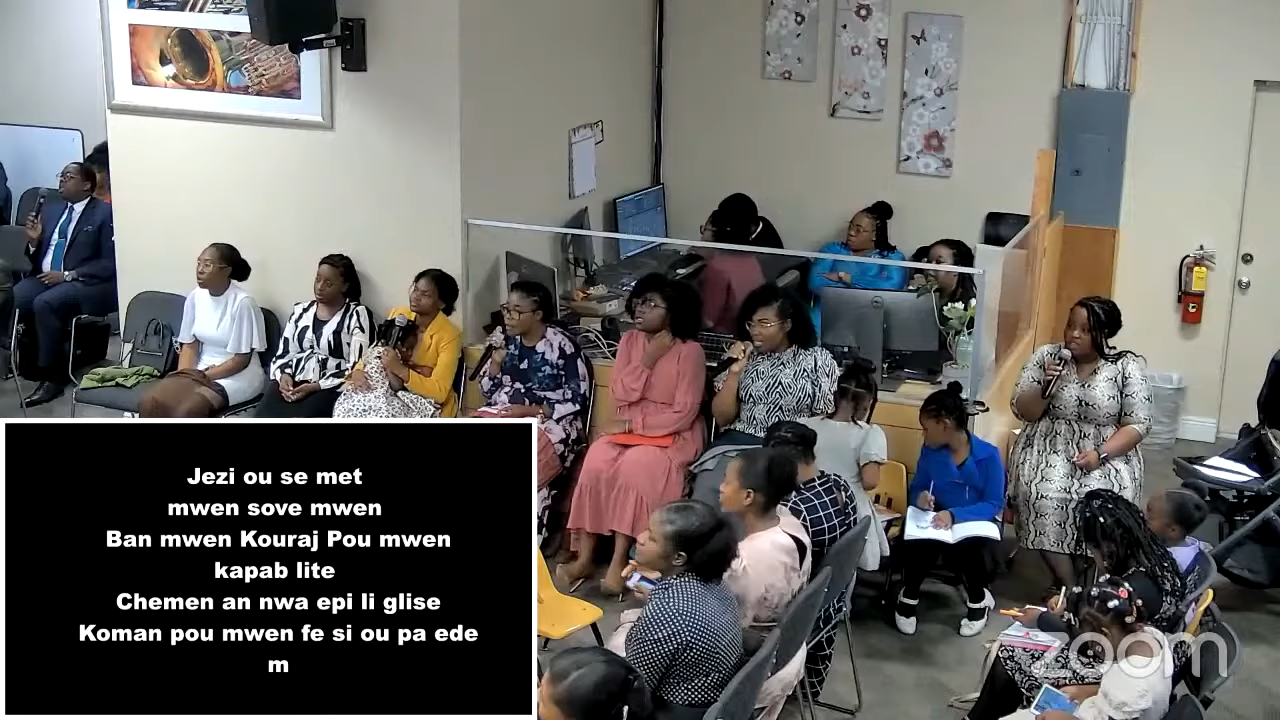 Jezi ou se met
mwen sove mwen
Ban mwen Kouraj Pou mwen
kapab lite
Chemen an nwa epi li glise
Koman pou mwen fe si ou pa ede
m
zoom